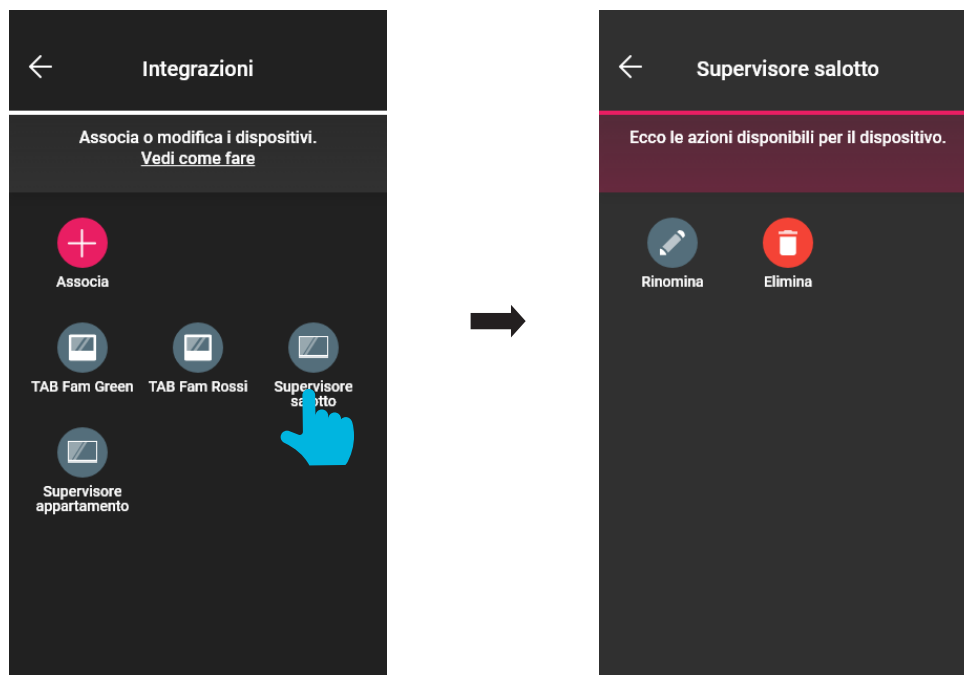 Integrazioni
Associa o modifica i dispositivi.
Vedi come fare
Associa
TAB Fam Green
TAB Fam Rossi
Supervisore
salotto
Supervisore
appartamento
Supervisore salotto
Ecco le azioni disponibili per il dispositivo.
Rinomina
Elimina